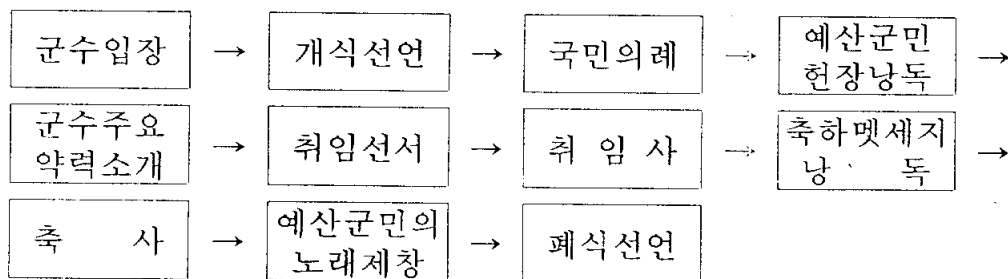 군수입장 → 개식선언 → 국민의례 → 예산군민 헌장낭독 →
군수주요 약력소개 → 취임선서 → 취 임 사 → 축하멧세지 낭 독 →
축 사 → 예산군민의 노래제창 → 폐식선언